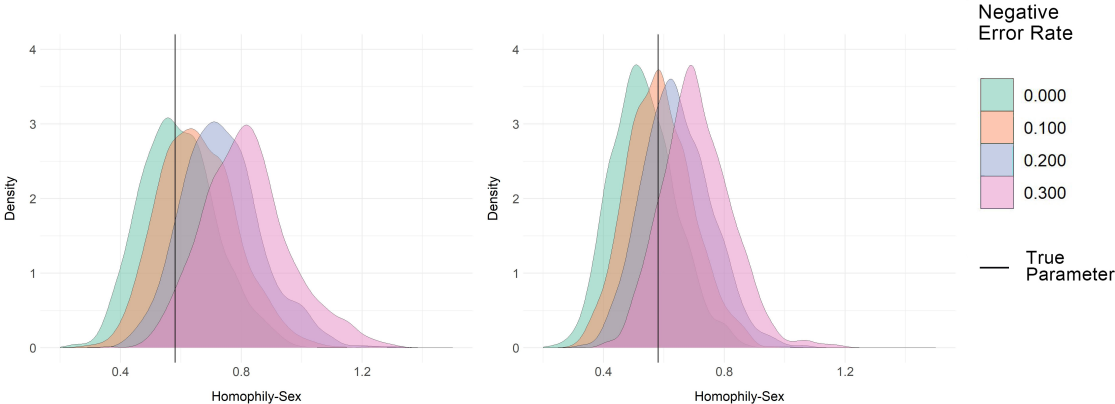 4
3
2
1
0
Density
0.4 0.8 1.2
Homophily-Sex
4
3
2
1
0
Density
0.4 0.8 1.2
Homophily-Sex
Negative
Error Rate
0.000
0.100
0.200
0.300
True
Parameter